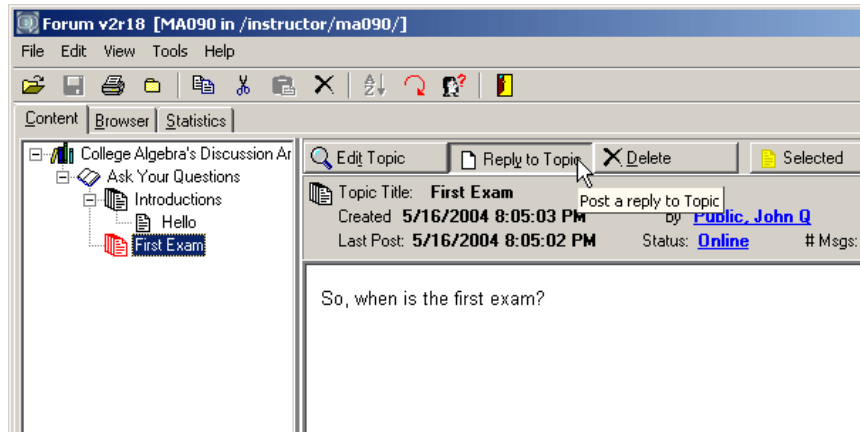 Forum v2r18 [MA090 in /instructor/ma090/]
File Edit View Tools Help
Content Browser Statistics
College Algebra's Discussion Ar
Ask Your Questions
Introductions
Hello
First Exam
Edit Topic Reply to Topic Delete Selected
Topic Title: First Exam
Post a reply to Topic
Created 5/16/2004 8:05:03 PM by Public, John Q
Last Post: 5/16/2004 8:05:02 PM Status: Online # Msgs:
So, when is the first exam?